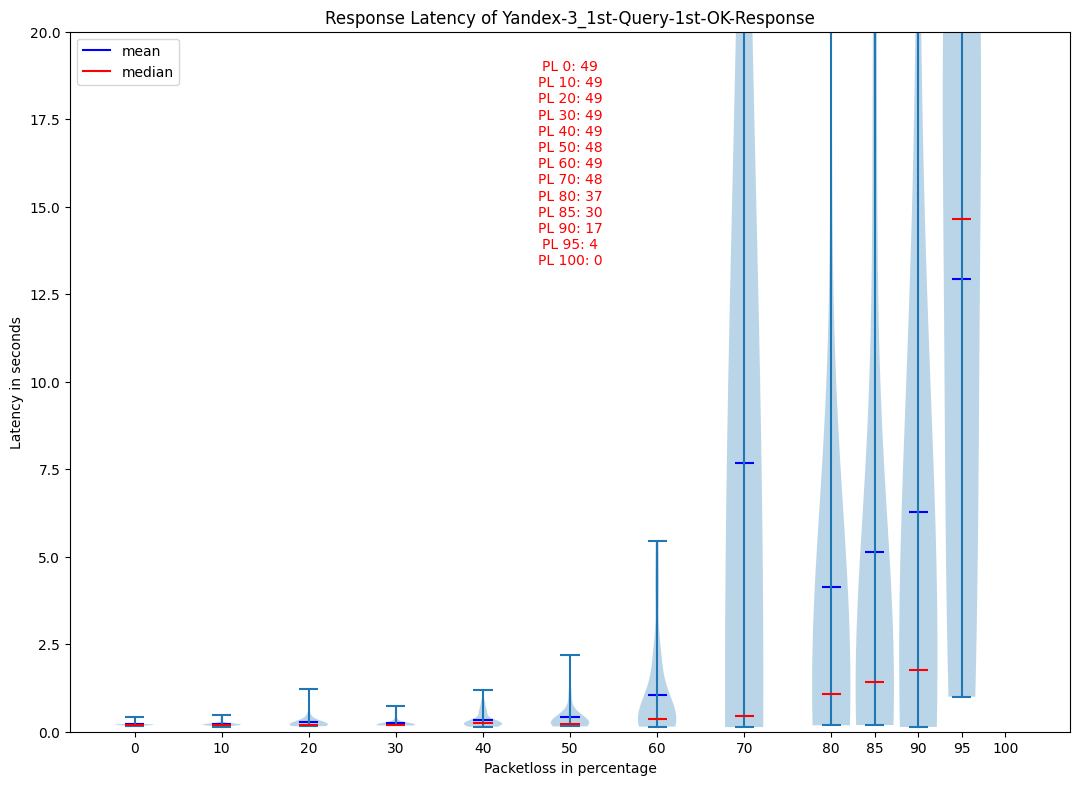 Response Latency of Yandex-3_1st-Query-1st-OK-Response
mean
median
PL 0: 49
PL 10: 49
PL 20: 49
PL 30: 49
PL 40: 49
PL 50: 48
PL 60: 49
PL 70: 48
PL 80: 37
PL 85: 30
PL 90: 17
PL 95: 4
PL 100: 0
Latency in seconds
20.0
17.5
15.0
12.5
10.0
7.5
5.0
2.5
0.0
0 10 20 30 40 50 60 70 80 85 90 95 100
Packetloss in percentage